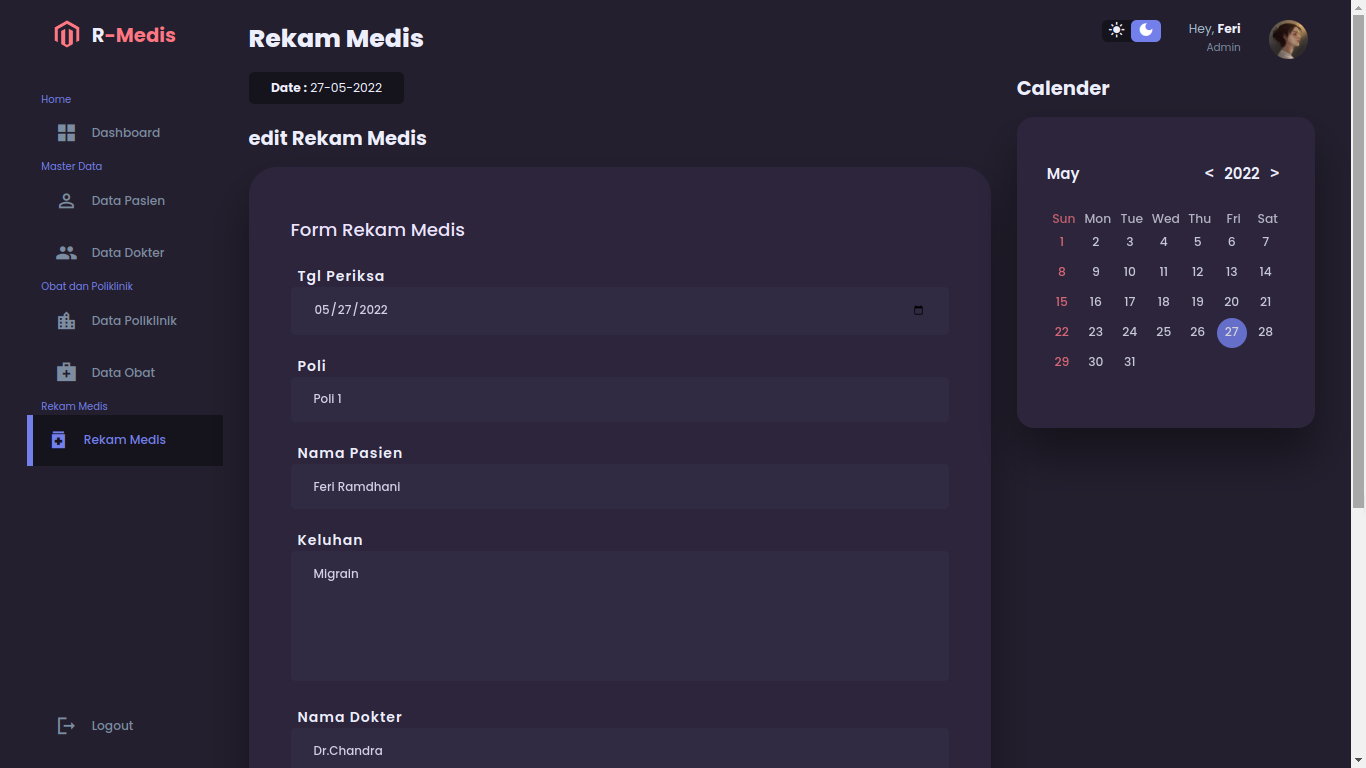 R-Medis
Home
Dashboard
Master Data
Data Pasien
Data Dokter
Obat dan Poliklinik
Data Poliklinik
Data Obat
Rekam Medis
Rekam Medis
Logout
Rekam Medis
Date : 27-05-2022
edit Rekam Medis
Form Rekam Medis
Tgl Periksa
05/27/2022
Poli
Poli 1
Nama Pasien
Feri Ramdhani
Keluhan
Migrain
Nama Dokter
Dr.Chandra
Hey, Feri
Admin
Calender
May < 2022 >
Sun Mon Tue Wed Thu Fri Sat
1 2 3 4 5 6 7
8 9 10 11 12 13 14
15 16 17 18 19 20 21
22 23 24 25 26 27 28
29 30 31